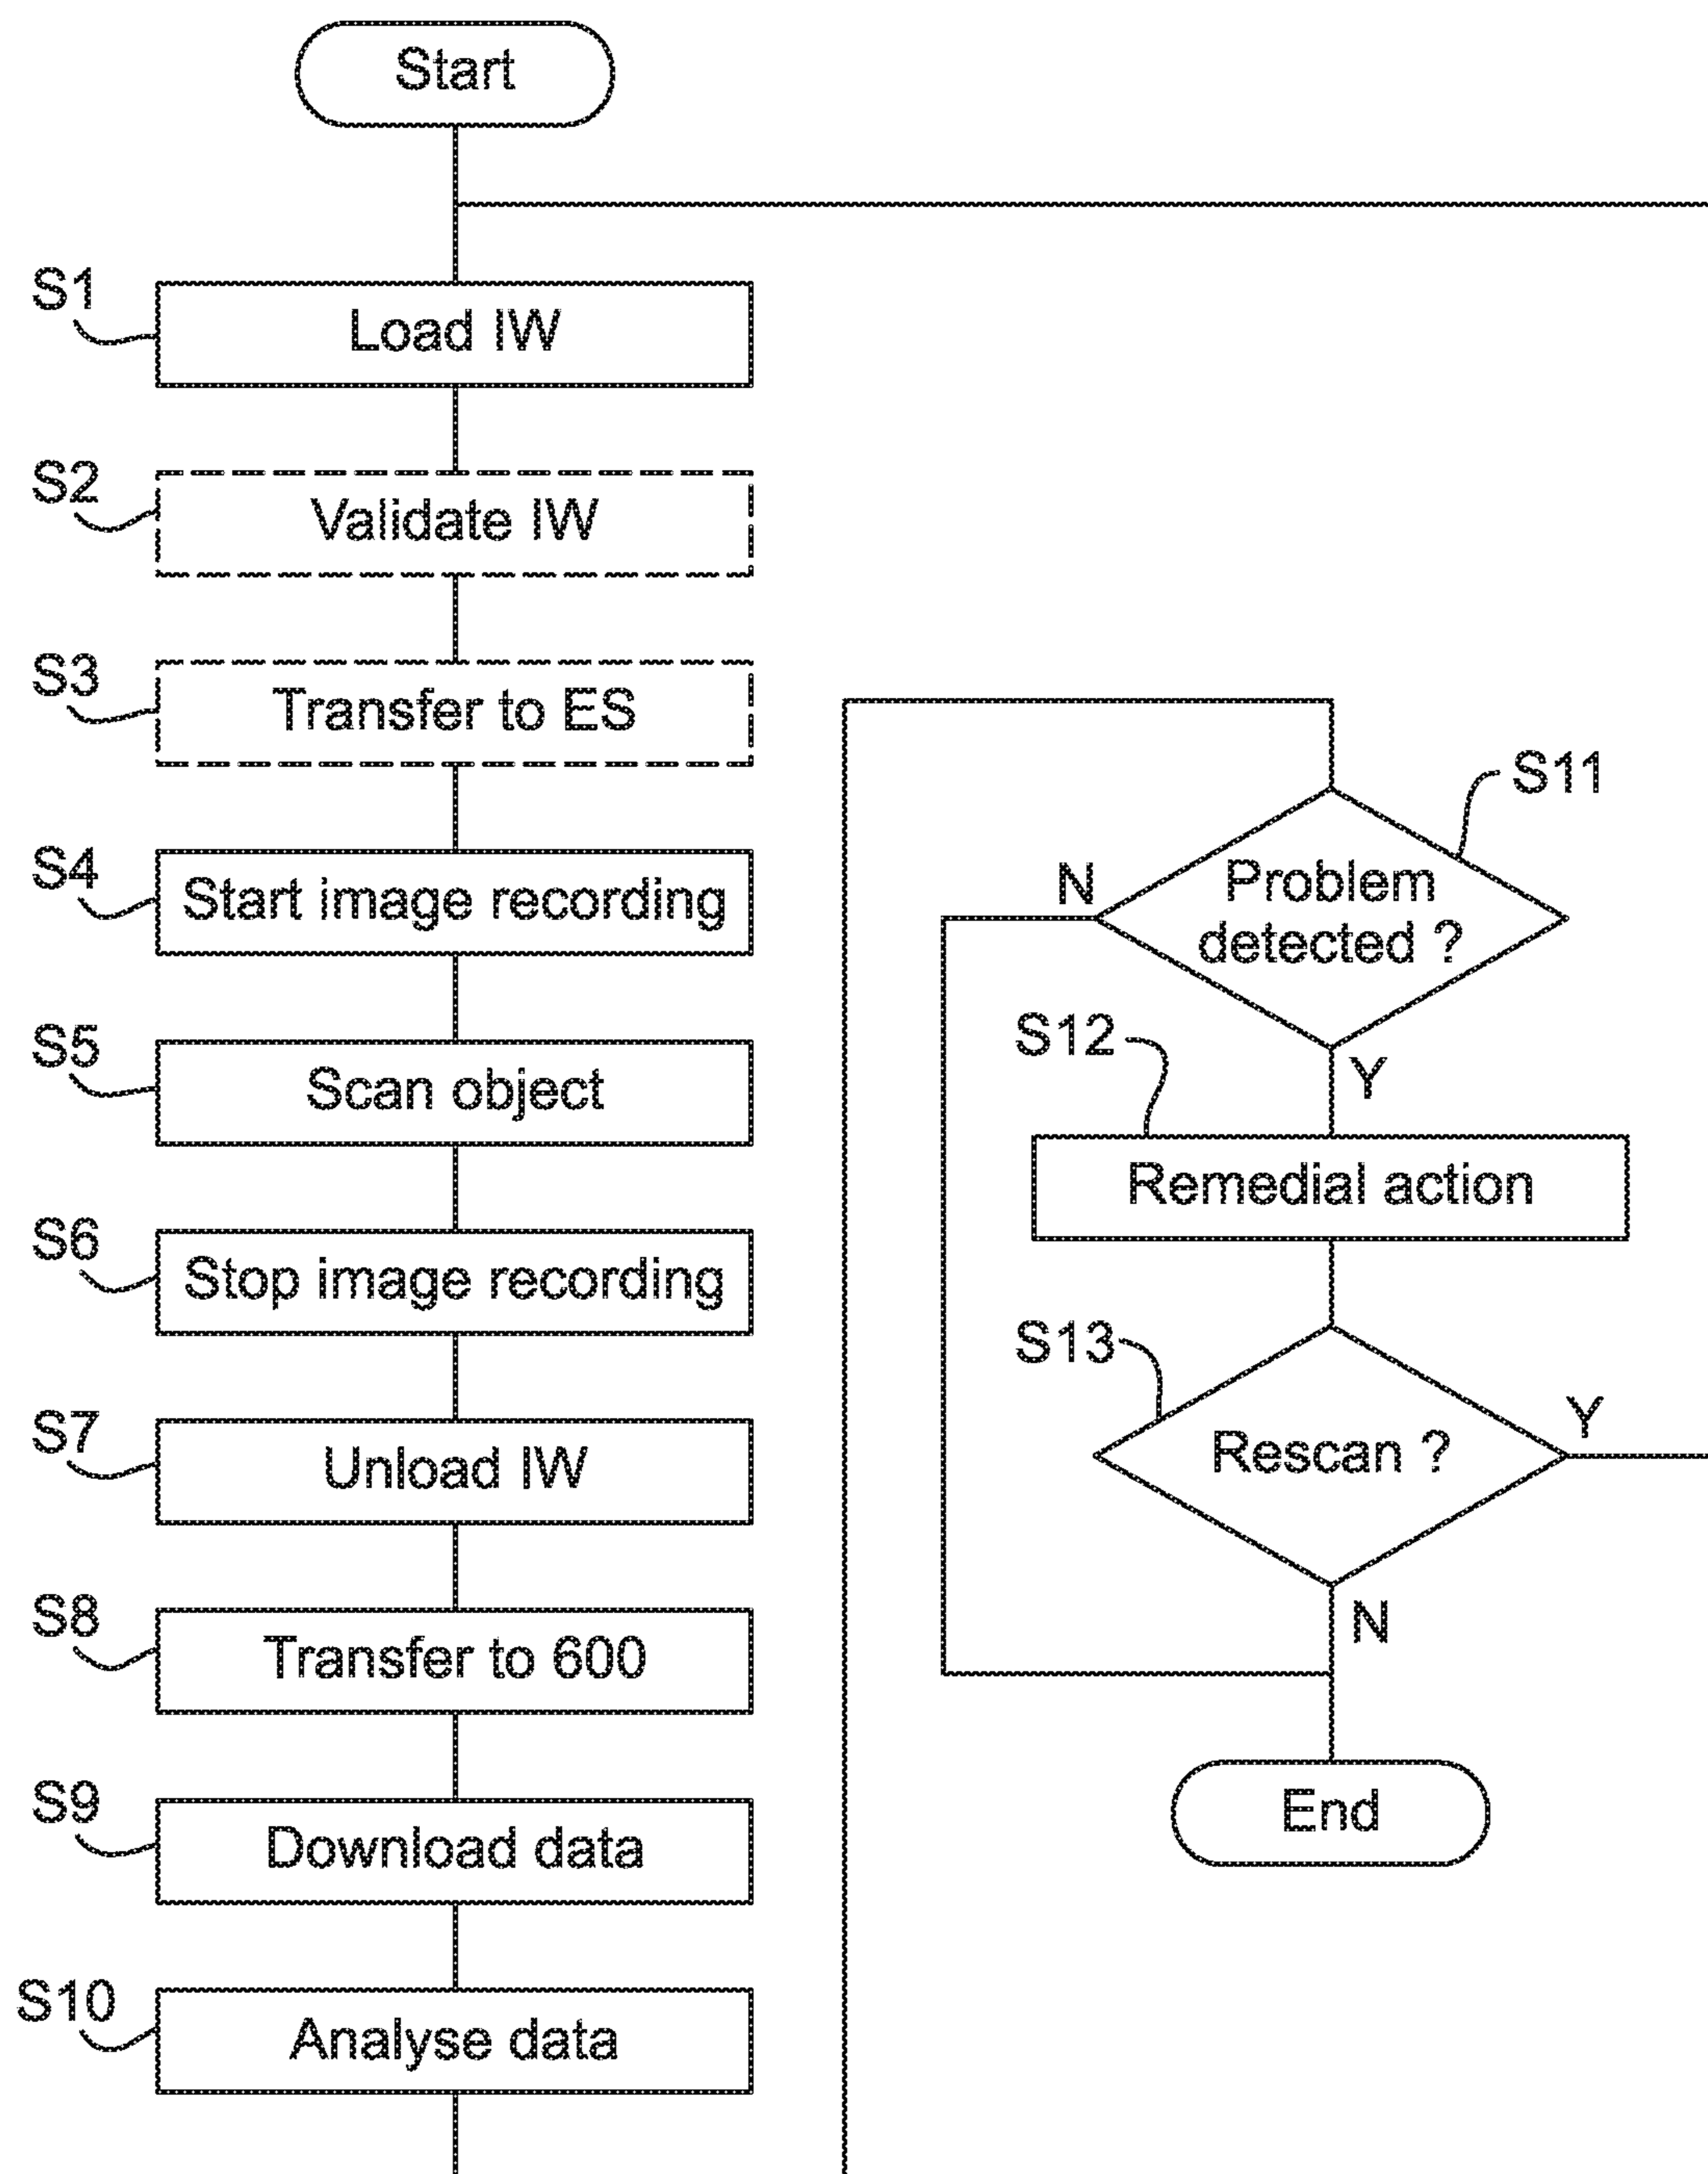 Start
S1
Load IW
S2
Validate IW
S3
Transfer to ES
S4
Start image recording
S5
Scan object
S6
Stop image recording
S7
Unload IW
S8
Transfer to 600
S9
Download data
S10
Analyse data
S11
Problem
detected ?
N
Y
S12
Remedial action
S13
Rescan ?
Y
N
End